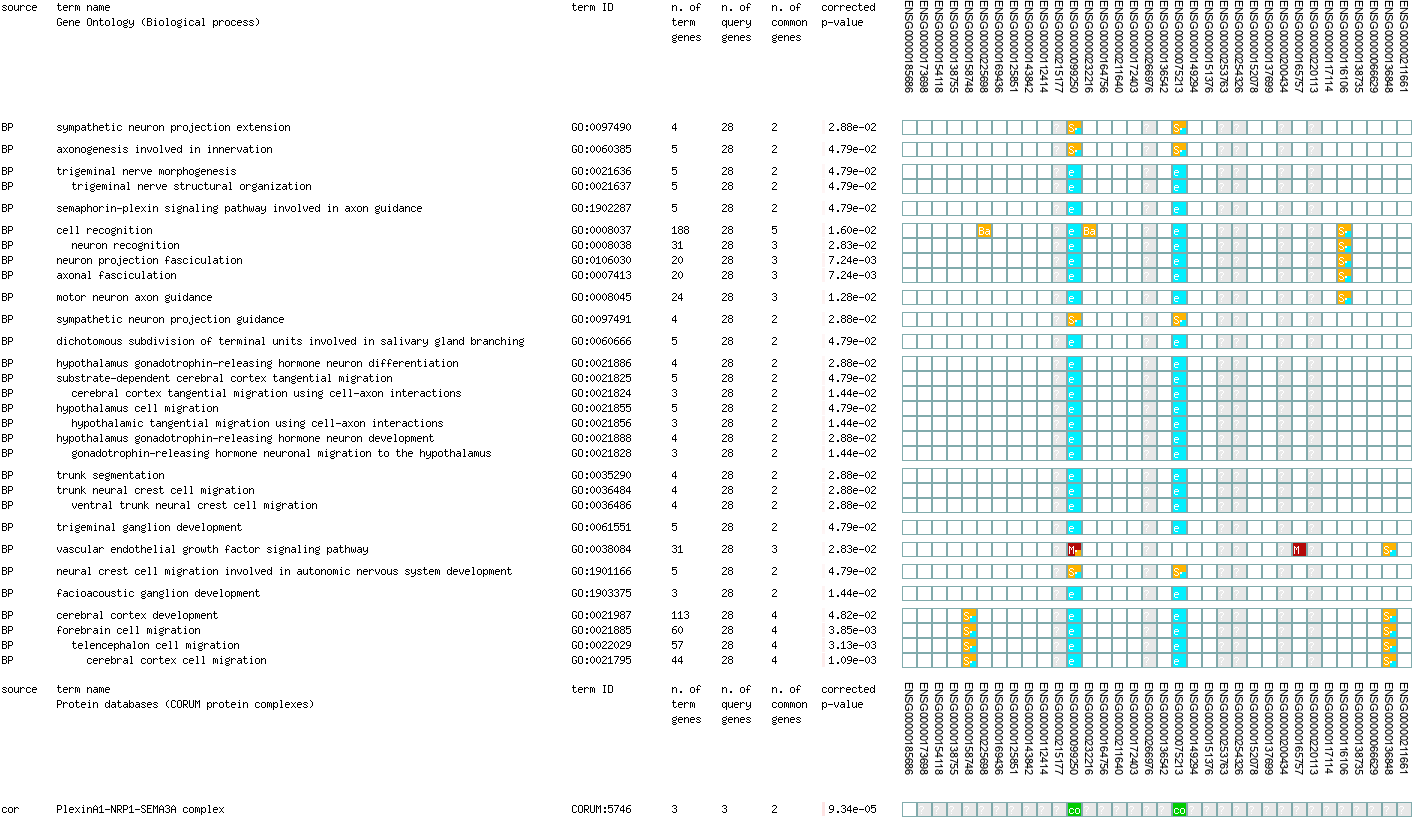 source term name term ID n. of n. of n. of corrected
Gene Ontology (Biological process) term query common p-value
genes genes genes
ENSG00000185686
ENSG00000173698
ENSG00000154118
ENSG00000138755
ENSG00000158748
ENSG00000225698
ENSG00000169436
ENSG00000125851
ENSG00000143842
ENSG00000112414
ENSG00000215177
ENSG00000099250
ENSG00000232216
ENSG00000164756
ENSG00000211640
ENSG00000172403
ENSG00000266976
ENSG00000136542
ENSG00000075213
ENSG00000149294
ENSG00000151376
ENSG00000253763
ENSG00000254326
ENSG00000152078
ENSG00000137699
ENSG00000200434
ENSG00000165757
ENSG00000220113
ENSG00000117114
ENSG00000116106
ENSG00000138735
ENSG00000066629
ENSG00000136848
ENSG00000211661
BP sympathetic neuron projection extension GO:0097490 4 28 2 2.88e-02 S S
BP axonogenesis involved in innervation GO:0060385 5 28 2 4.79e-02 S S
BP trigeminal nerve morphogenesis GO:0021636 5 28 2 4.79e-02 e e
BP trigeminal nerve structural organization GO:0021637 5 28 2 4.79e-02 e e
BP semaphorin-plexin signaling pathway involved in axon guidance GO:1902287 5 28 2 4.79e-02 e e
BP cell recognition GO:0008037 188 28 5 1.60e-02 Ba e Ba e S
BP neuron recognition GO:0008038 31 28 3 2.83e-02 e e S
BP neuron projection fasciculation GO:0106030 20 28 3 7.24e-03 e e S
BP axonal fasciculation GO:0007413 20 28 3 7.24e-03 e e S
BP motor neuron axon guidance GO:0008045 24 28 3 1.28e-02 e e S
BP sympathetic neuron projection guidance GO:0097491 4 28 2 2.88e-02 S S
BP dichotomous subdivision of terminal units involved in salivary gland branching GO:0060666 5 28 2 4.79e-02 e e
BP hypothalamus gonadotrophin-releasing hormone neuron differentiation GO:0021886 4 28 2 2.88e-02 e e
BP substrate-dependent cerebral cortex tangential migration GO:0021825 5 28 2 4.79e-02 e e
BP cerebral cortex tangential migration using cell-axon interactions GO:0021824 3 28 2 1.44e-02 e e
BP hypothalamus cell migration GO:0021855 5 28 2 4.79e-02 e e
BP hypothalamic tangential migration using cell-axon interactions GO:0021856 3 28 2 1.44e-02 e e
BP hypothalamus gonadotrophin-releasing hormone neuron development GO:0021888 4 28 2 2.88e-02 e e
BP gonadotrophin-releasing hormone neuronal migration to the hypothalamus GO:0021828 3 28 2 1.44e-02 e e
BP trunk segmentation GO:0035290 4 28 2 2.88e-02 e e
BP trunk neural crest cell migration GO:0036484 4 28 2 2.88e-02 e e
BP ventral trunk neural crest cell migration GO:0036486 4 28 2 2.88e-02 e e
BP trigeminal ganglion development GO:0061551 5 28 2 4.79e-02 e e
BP vascular endothelial growth factor signaling pathway GO:0038084 31 28 3 2.83e-02 M M S
BP neural crest cell migration involved in autonomic nervous system development GO:1901166 5 28 2 4.79e-02 S S
BP facioacoustic ganglion development GO:1903375 3 28 2 1.44e-02 e e
BP cerebral cortex development GO:0021987 113 28 4 4.82e-02 S e e S
BP forebrain cell migration GO:0021885 60 28 4 3.85e-03 S e e S
BP telencephalon cell migration GO:0022029 57 28 4 3.13e-03 S e e S
BP cerebral cortex cell migration GO:0021795 44 28 4 1.09e-03 S e e S
source term name term ID n. of n. of n. of corrected
Protein databases (CORUM protein complexes) term query common p-value
genes genes genes
ENSG00000185686
ENSG00000173698
ENSG00000154118
ENSG00000138755
ENSG00000158748
ENSG00000225698
ENSG00000169436
ENSG00000125851
ENSG00000143842
ENSG00000112414
ENSG00000215177
ENSG00000099250
ENSG00000232216
ENSG00000164756
ENSG00000211640
ENSG00000172403
ENSG00000266976
ENSG00000136542
ENSG00000075213
ENSG00000149294
ENSG00000151376
ENSG00000253763
ENSG00000254326
ENSG00000152078
ENSG00000137699
ENSG00000200434
ENSG00000165757
ENSG00000220113
ENSG00000117114
ENSG00000116106
ENSG00000138735
ENSG00000066629
ENSG00000136848
ENSG00000211661
cor PlexinA1-NRP1-SEMA3A complex CORUM:5746 3 3 2 9.34e-05 co co